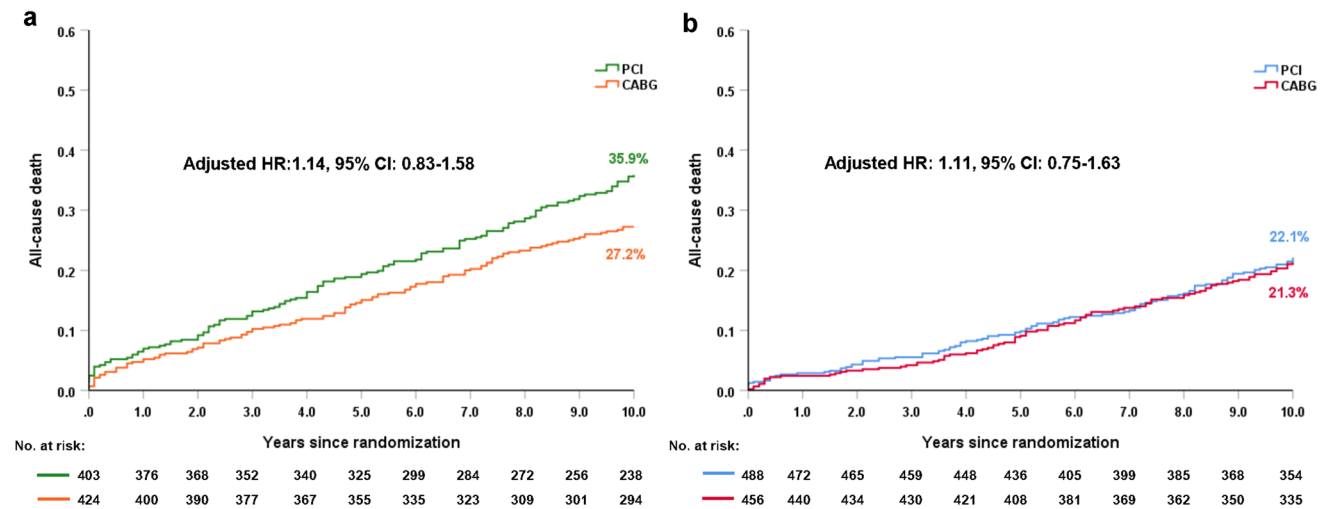 a
0.6
0.5
0.4
0.3
0.2
0.1
0.0
All-cause death
PCI
CABG
Adjusted HR:1.14, 95% CI: 0.83-1.58
35.9%
27.2%
.0 1.0 2.0 3.0 4.0 5.0 6.0 7.0 8.0 9.0 10.0
Years since randomization
No. at risk:
403 376 368 352 340 325 299 284 272 256 238
424 400 390 377 367 355 335 323 309 301 294
b
0.6
0.5
0.4
0.3
0.2
0.1
0.0
All-cause death
PCI
CABG
Adjusted HR: 1.11, 95% CI: 0.75-1.63
22.1%
21.3%
.0 1.0 2.0 3.0 4.0 5.0 6.0 7.0 8.0 9.0 10.0
Years since randomization
No. at risk:
488 472 465 459 448 436 405 399 385 368 354
456 440 434 430 421 408 381 369 362 350 335